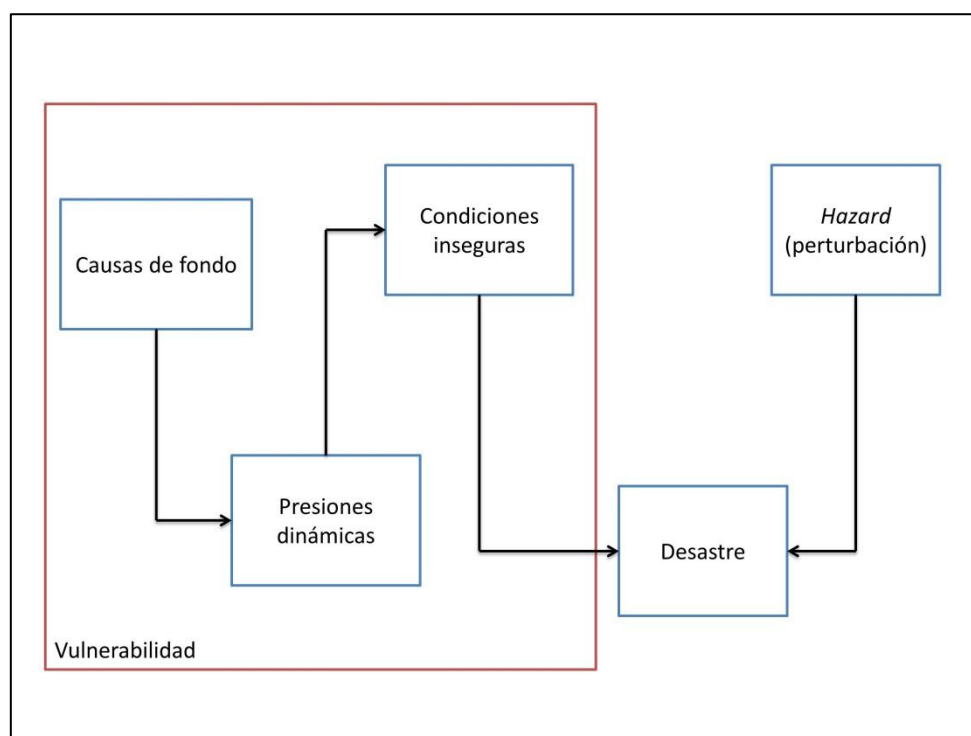 Causas de fondo
Presiones
dinámicas
Condiciones
inseguras
Hazard
(perturbación)
Desastre
Vulnerabilidad